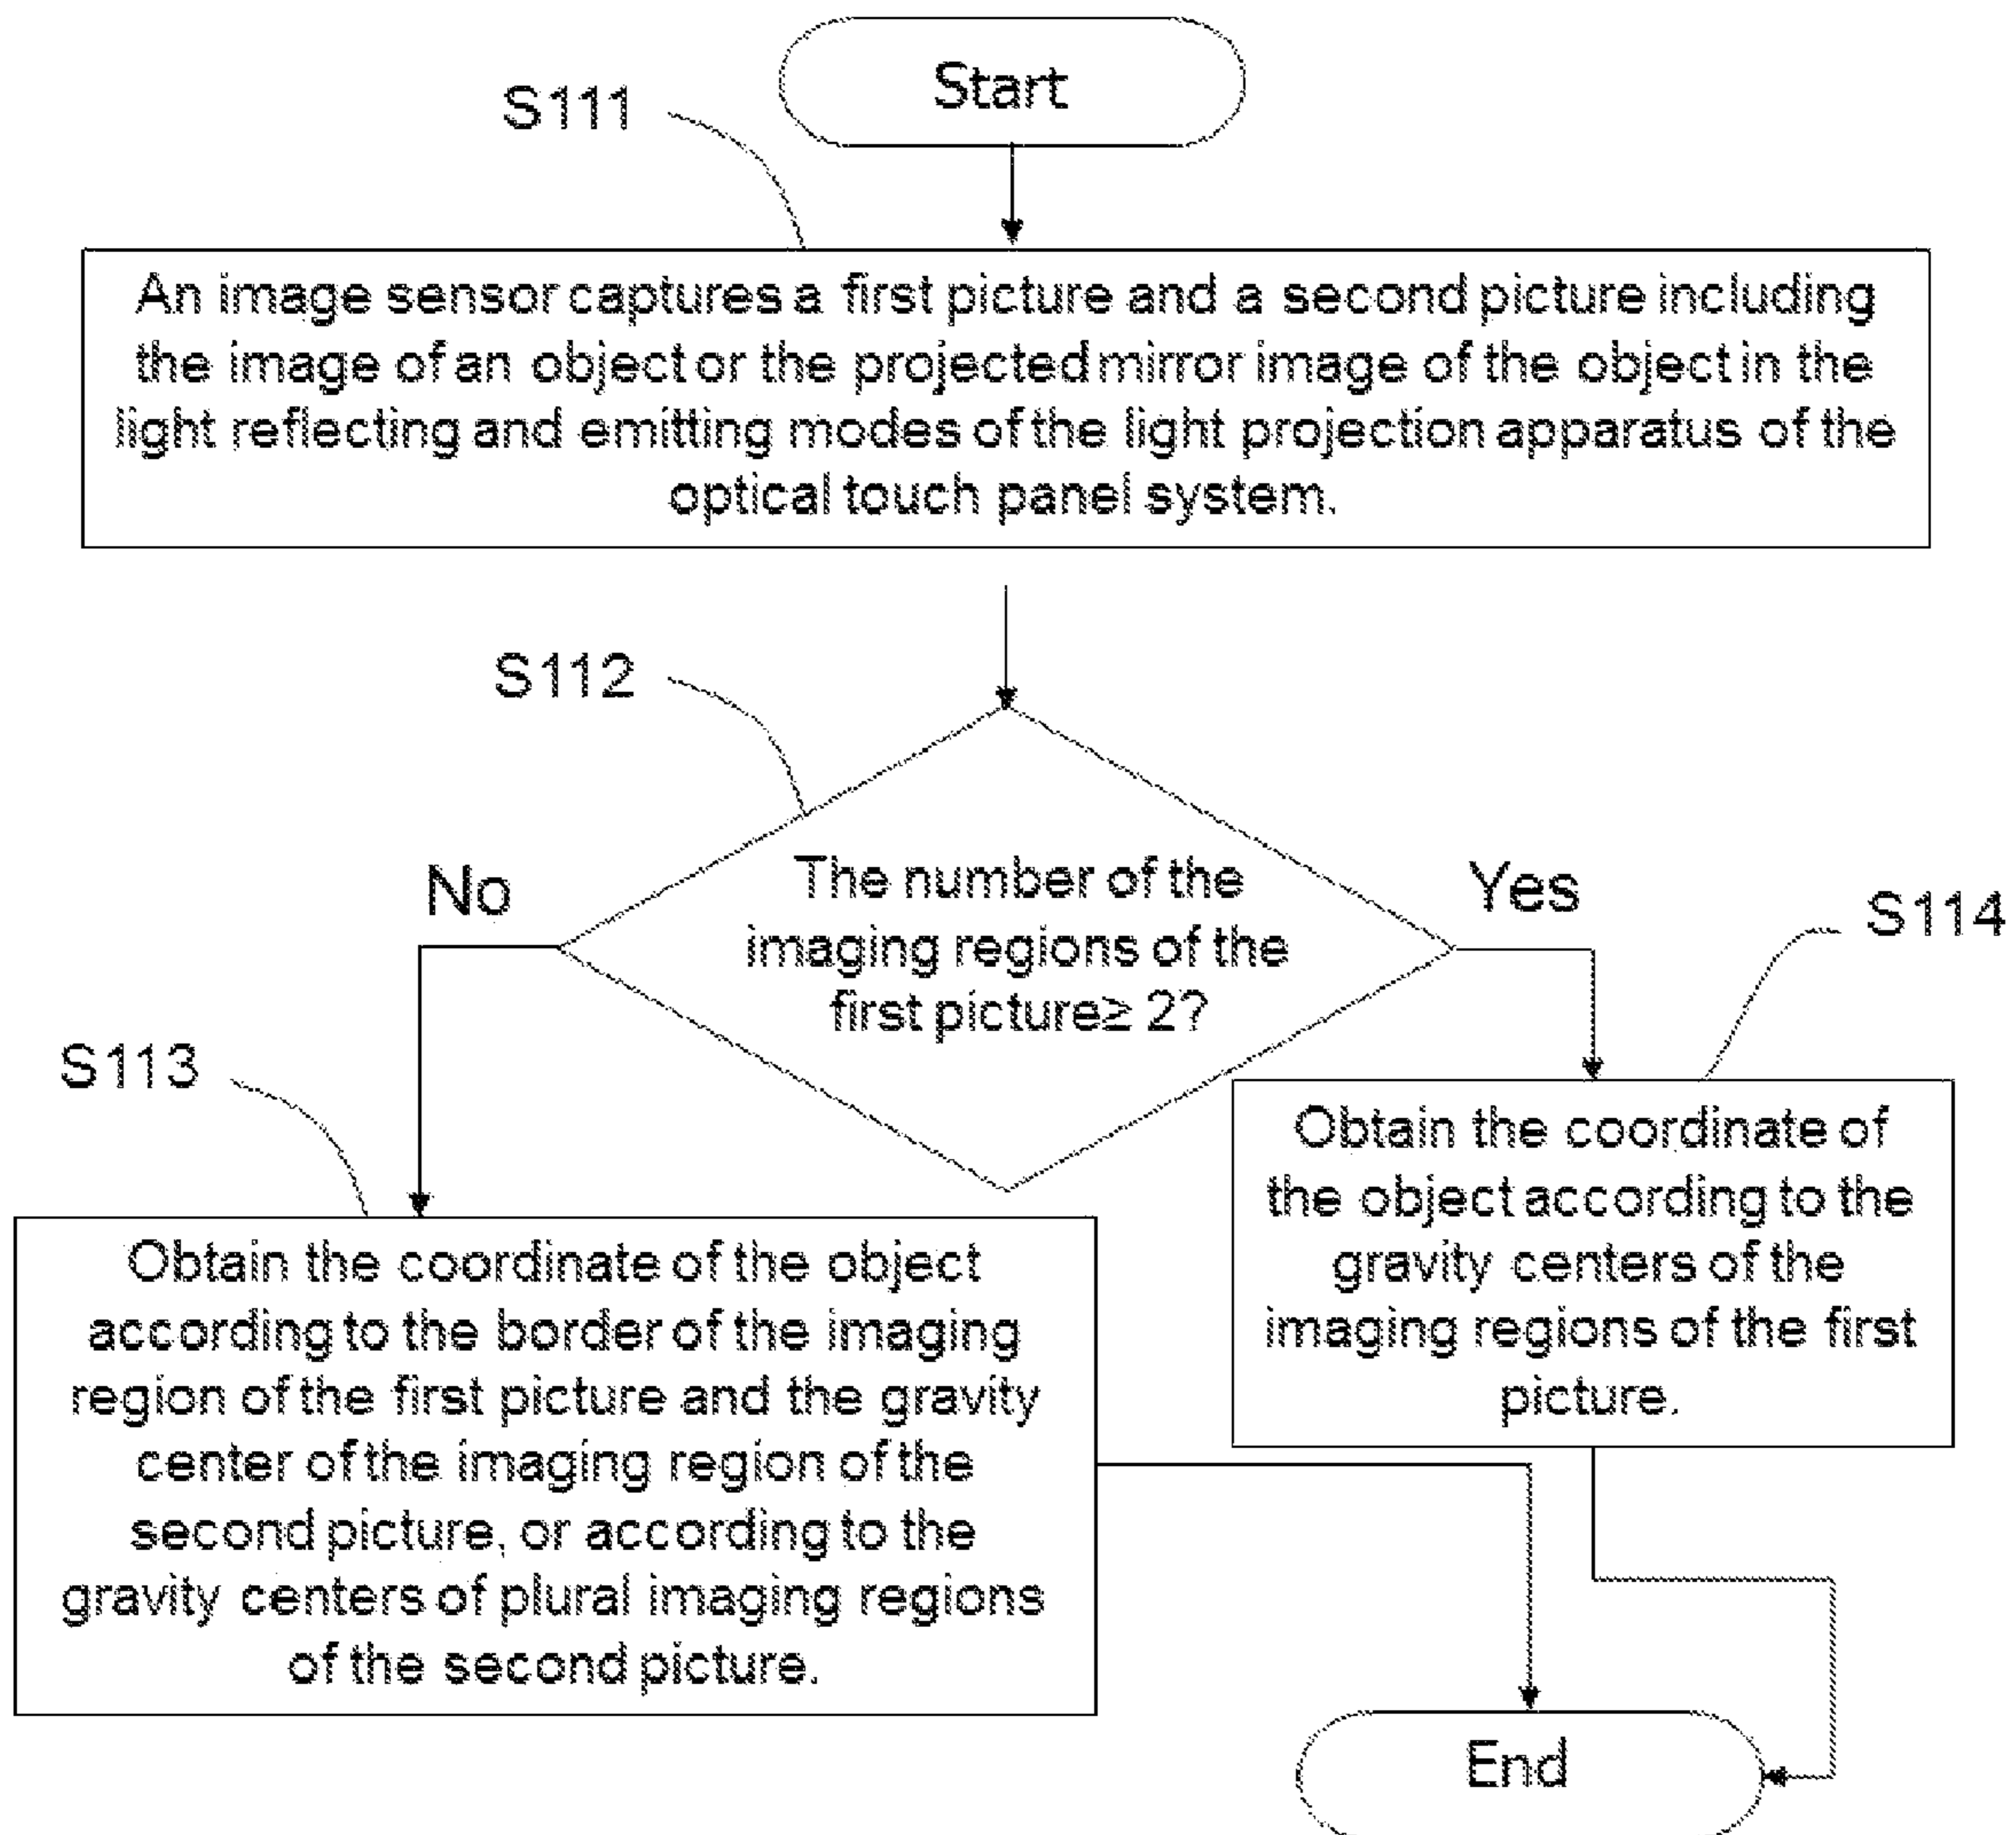 Start
S111
An image sensor captures a first picture and a second picture including
the image of an object or the projected mirror image of the object in the
light reflecting and emitting modes of the light projection apparatus of the
optical touch panel system.
S112
The number of the
imaging regions of the
first picture≥ 2?
No
Yes
S114
S113
Obtain the coordinate of
the object according to the
gravity centers of the
imaging regions of the first
picture.
Obtain the coordinate of the object
according to the border of the imaging
region of the first picture and the gravity
center of the imaging region of the
second picture, or according to the
gravity centers of plural imaging regions
of the second picture.
End